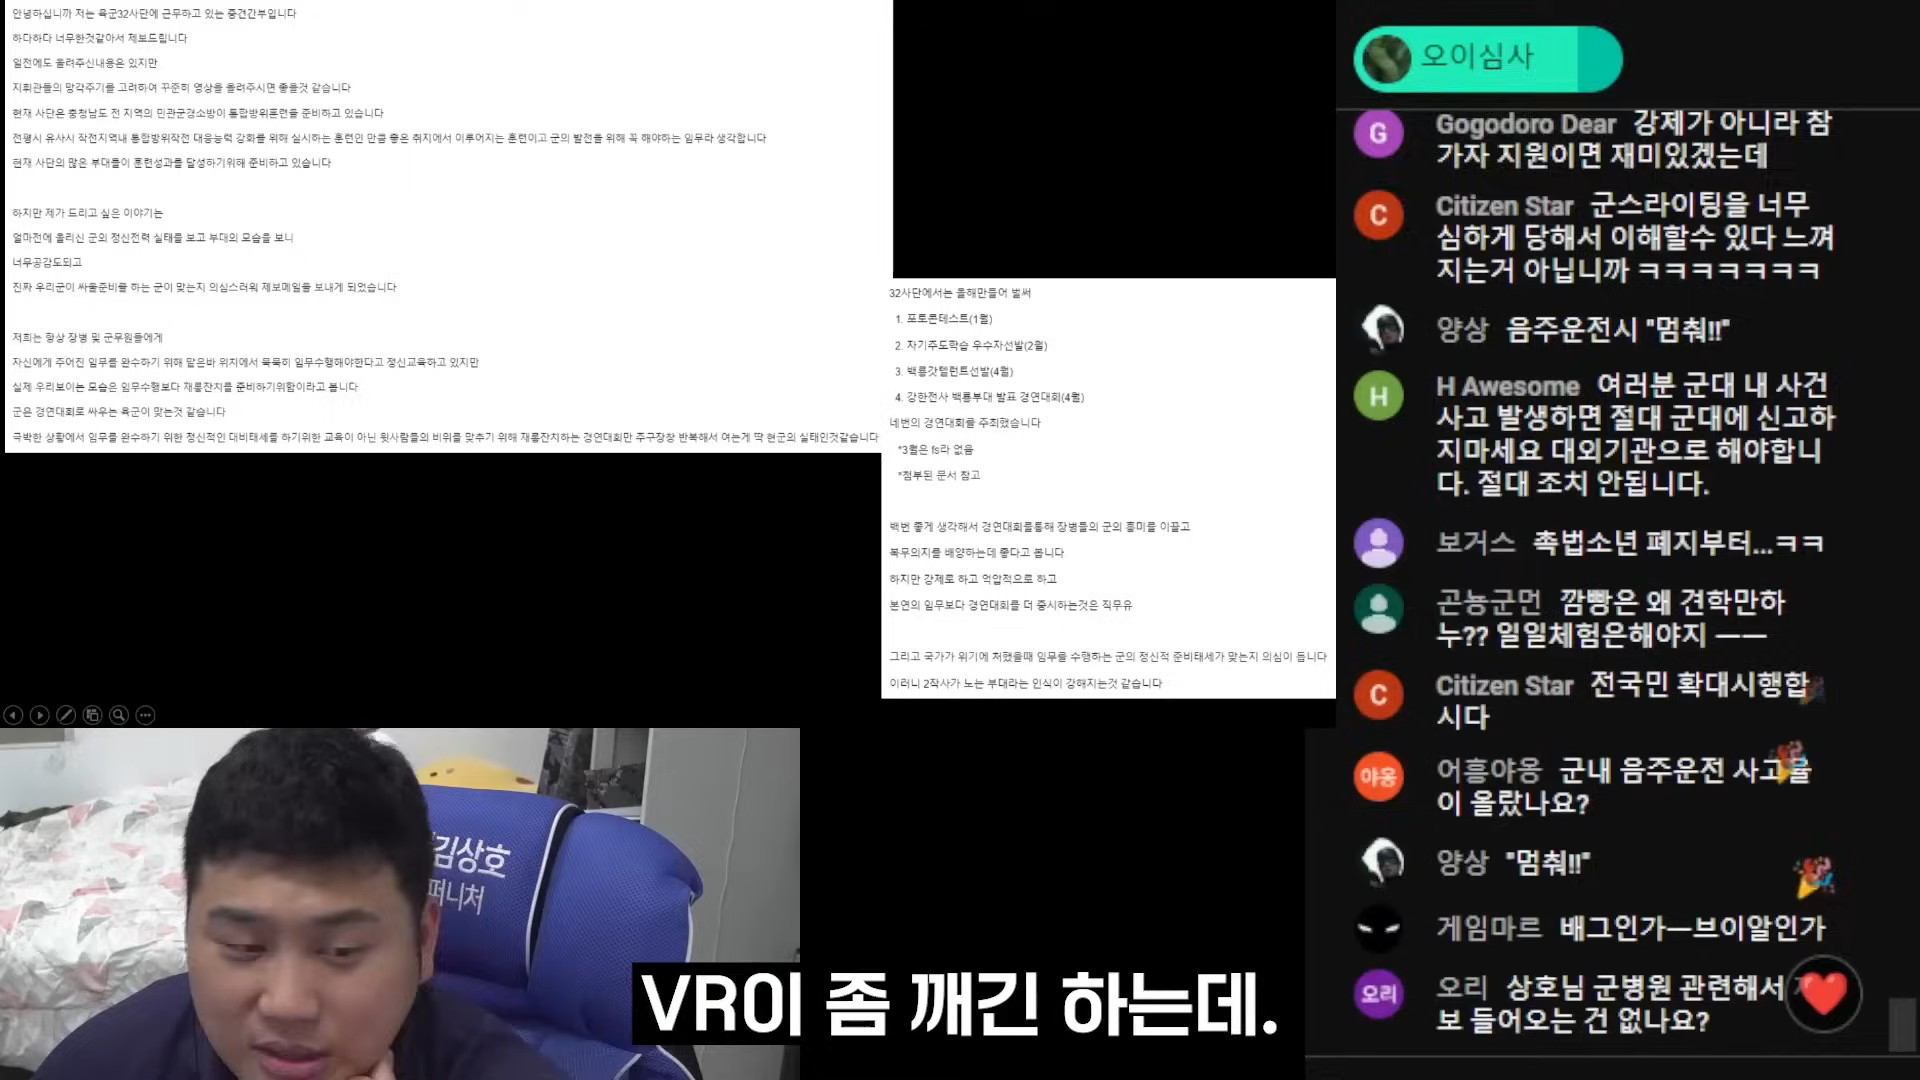 안녕하십니까 저는 육군32사단에 근무하고 있는 중견간부입니다
하다하다 너무한것같아서 제보드립니다
일전에도 올려주신내용은 있지만
지휘관들의 망각주기를 고려하여 꾸준히 영상을 올려주시면 좋을것 같습니다
현재 사단은 충청남도 전 지역의 민관군경소방이 통합방위훈련을 준비하고 있습니다
전평시 유사시 작전지역내 통합방위작전 대응능력 강화를 위해 실시하는 훈련인 만큼 좋은 취지에서 이루어지는 훈련이고 군의 발전을 위해 꼭 해야하는 임무라 생각합니다
현재 사단의 많은 부대들이 훈련성과를 달성하기위해 준비하고 있습니다
하지만 제가 드리고 싶은 이야기는
얼마전에 올리신 군의 정신전력 실태를 보고 부대의 모습을 보니
너무공감도되고
진짜 우리군이 싸울준비를 하는 군이 맞는지 의심스러워 제보메일을 보내게 되었습니다
저희는 항상 장병 및 군무원들에게
자신에게 주어진 임무를 완수하기 위해 맡은바 위치에서 묵묵히 임무수행해야한다고 정신교육하고 있지만
실제 우리보이는 모습은 임무수행보다 재롱잔치를 준비하기위함이라고 봅니다
군은 경연대회로 싸우는 육군이 맞는것 같습니다
극박한 상황에서 임무를 완수하기 위한 정신적인 대비태세를 하기위한 교육이 아닌 윗사람들의 비위를 맞추기 위해 재롱잔치하는 경연대회만 주구장창 반복해서 여는게 딱 현군의 실태인것같습니다
32사단에서는 올해만들어 벌써
1. 포토콘테스트(1월)
2. 자기주도학습 우수자선발(2월)
3. 백룡갓탤런트선발(4월)
4. 강한전사 백룡부대 발표 경연대회(4월)
네번의 경연대회를 주최했습니다
*3월은 fs라 없음
*첨부된 문서 참고
백번 좋게 생각해서 경연대회를통해 장병들의 군의 흥미를 이끌고
복무의지를 배양하는데 좋다고 봅니다
하지만 강제로 하고 억압적으로 하고
본연의 임무보다 경연대회를 더 중시하는것은 직무유
그리고 국가가 위기에 처했을때 임무를 수행하는 군의 정신적 준비태세가 맞는지 의심이 듭니다
이러니 2작사가 노는 부대라는 인식이 강해지는것 같습니다
김상호
퍼니처
VR이 좀 깨긴 하는데.
오이심사
G Gogodoro Dear 강제가 아니라 참
가자 지원이면 재미있겠는데
C Citizen Star 군스라이팅을 너무
심하게 당해서 이해할수 있다 느껴
지는거 아닙니까 ㅋㅋㅋㅋㅋㅋㅋ
양상 음주운전시 "멈춰!!"
H H Awesome 여러분 군대 내 사건
사고 발생하면 절대 군대에 신고하
지마세요 대외기관으로 해야합니
다. 절대 조치 안됩니다.
보거스 촉법소년 폐지부터...ㅋㅋ
곤뇽군먼 깜빵은 왜 견학만하
누?? 일일체험은해야지 ㅡㅡ
C Citizen Star 전국민 확대시행합
시다
야옹 어흥야옹 군내 음주운전 사고율
이 올랐나요?
양상 "멈춰!!"
게임마르 배그인가ㅡ브이알인가
오리 오리 상호님 군병원 관련해서
보 들어오는 건 없나요?